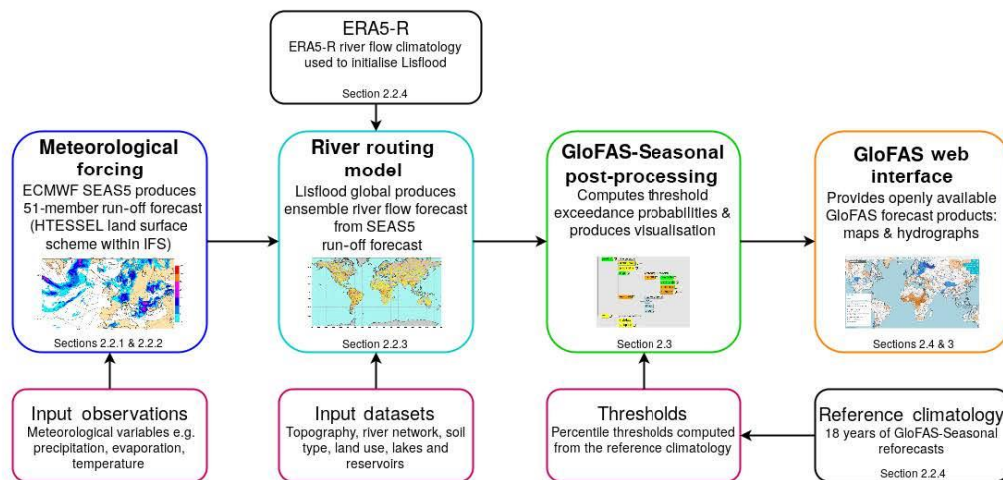 ERA5-R
ERA5-R river flow climatology
used to initialise Lisflood
Section 2.2.4
Meteorological
forcing
ECMWF SEAS5 produces
51-member run-off forecast
(HTESSEL land surface
scheme within IFS)
Sections 2.2.1 & 2.2.2
River routing
model
Lisflood global produces
ensemble river flow forecast
from SEAS5
run-off forecast
Section 2.2.3
GloFAS-Seasonal
post-processing
Computes threshold
exceedance probabilities &
produces visualisation
Section 2.3
GloFAS web
interface
Provides openly available
GloFAS forecast products:
maps & hydrographs
Sections 2.4 & 3
Input observations
Meteorological variables e.g.
precipitation, evaporation,
temperature
Input datasets
Topography, river network, soil
type, land use, lakes and
reservoirs
Thresholds
Percentile thresholds computed
from the reference climatology
Reference climatology
18 years of GloFAS-Seasonal
reforecasts
Section 2.2.4